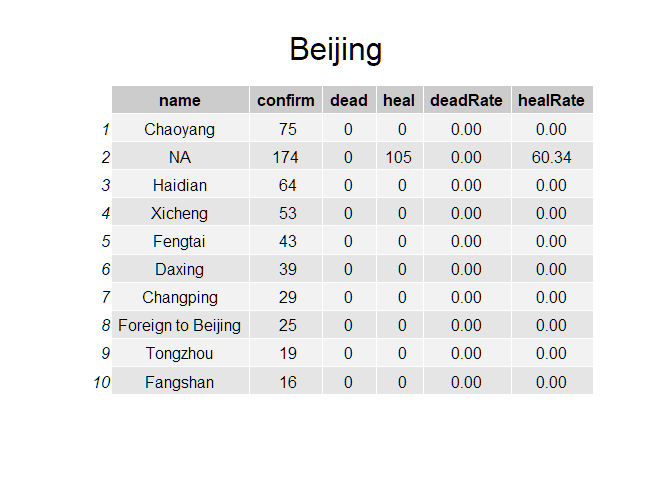 Beijing
name confirm dead heal deadRate healRate
1 Chaoyang 75 0 0 0.00 0.00
2 NA 174 0 105 0.00 60.34
3 Haidian 64 0 0 0.00 0.00
4 Xicheng 53 0 0 0.00 0.00
5 Fengtai 43 0 0 0.00 0.00
6 Daxing 39 0 0 0.00 0.00
7 Changping 29 0 0 0.00 0.00
8 Foreign to Beijing 25 0 0 0.00 0.00
9 Tongzhou 19 0 0 0.00 0.00
10 Fangshan 16 0 0 0.00 0.00